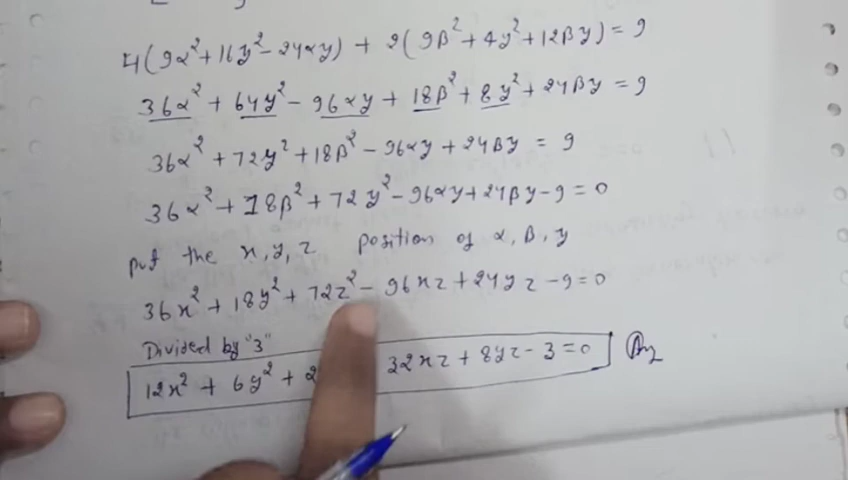 4(9α²+16y²-24αy) + 2(9β²+4y²+12βy) = 9
36α² + 64y² - 96αy + 18β² + 8y² + 24βy = 9
36α² + 72y² + 18β² - 96αy + 24βy = 9
36α² + 18β² + 72y² - 96αy + 24βy - 9 = 0
put the x, y, z position of α, β, y
36x² + 18y² + 72z² - 96xz + 24yz - 9 = 0
Divided by "3"
12x² + 6y² + 2 32xz + 8yz - 3 = 0